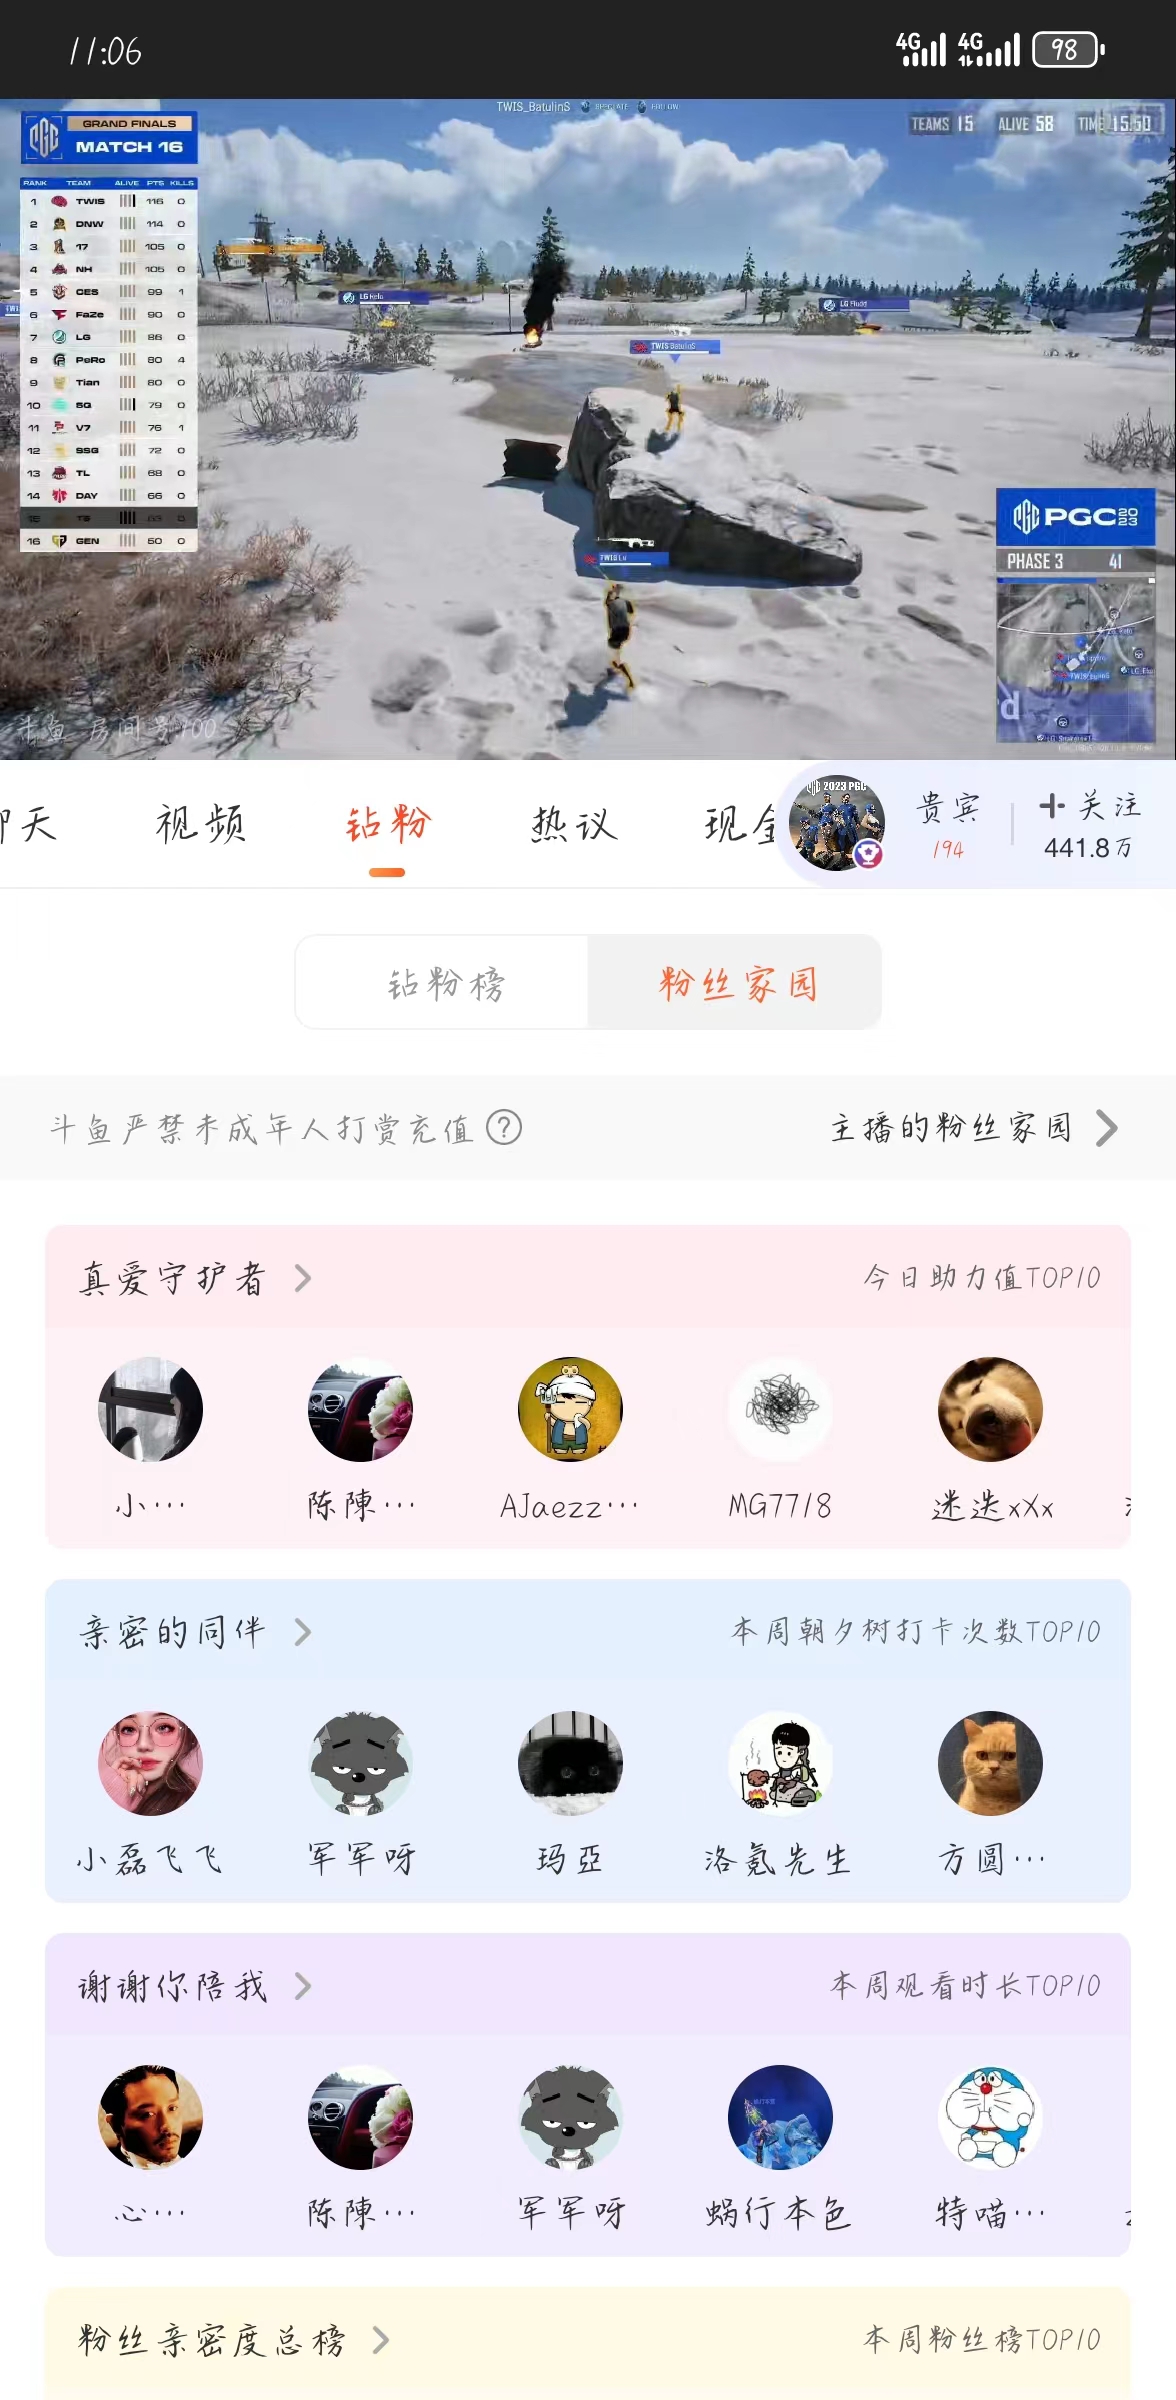 11:06
4G 4G 98
TWIS_BatulinS SPECTATE FOLLOW
GRAND FINALS
MATCH 16
TEAMS 15 ALIVE 58 TIME 15:50
RANK TEAM ALIVE PTS KILLS
1 TWIS 116 0
2 DNW 114 0
3 17 105 0
4 NH 105 0
5 CES 99 1
6 FaZe 90 0
7 LG 86 0
8 PeRo 80 4
9 Tian 80 0
10 5Q 79 0
11 V7 76 1
12 SSG 72 0
13 TL 68 0
14 DAY 66 0
15 63 0
16 GEN 50 0
LG
LG
TWIS BatulinS
TWIS
PGC 2023
PHASE 3 41
斗鱼 房间号100
聊天 视频 钻粉 热议 现金
2023 PGC
贵宾
194
+关注
441.8万
钻粉榜 粉丝家园
斗鱼严禁未成年人打赏充值 ? 主播的粉丝家园
真爱守护者 今日助力值TOP10
小… 陈陳… AJaezz… MG7718 迷迭xXx
亲密的同伴 本周朝夕树打卡次数TOP10
小磊飞飞 军军呀 玛亞 洛氪先生 方圆…
谢谢你陪我 本周观看时长TOP10
心… 陈陳… 军军呀 蜗行本色 特喵…
粉丝亲密度总榜 本周粉丝榜TOP10